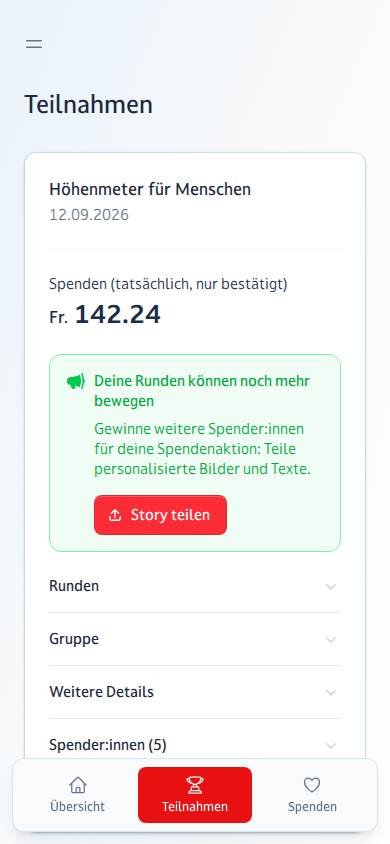 Teilnahmen
Höhenmeter für Menschen
12.09.2026
Spenden (tatsächlich, nur bestätigt)
Fr. 142.24
Deine Runden können noch mehr
bewegen
Gewinne weitere Spender:innen
für deine Spendenaktion: Teile
personalisierte Bilder und Texte.
Story teilen
Runden
Gruppe
Weitere Details
Spender:innen (5)
Übersicht
Teilnahmen
Spenden